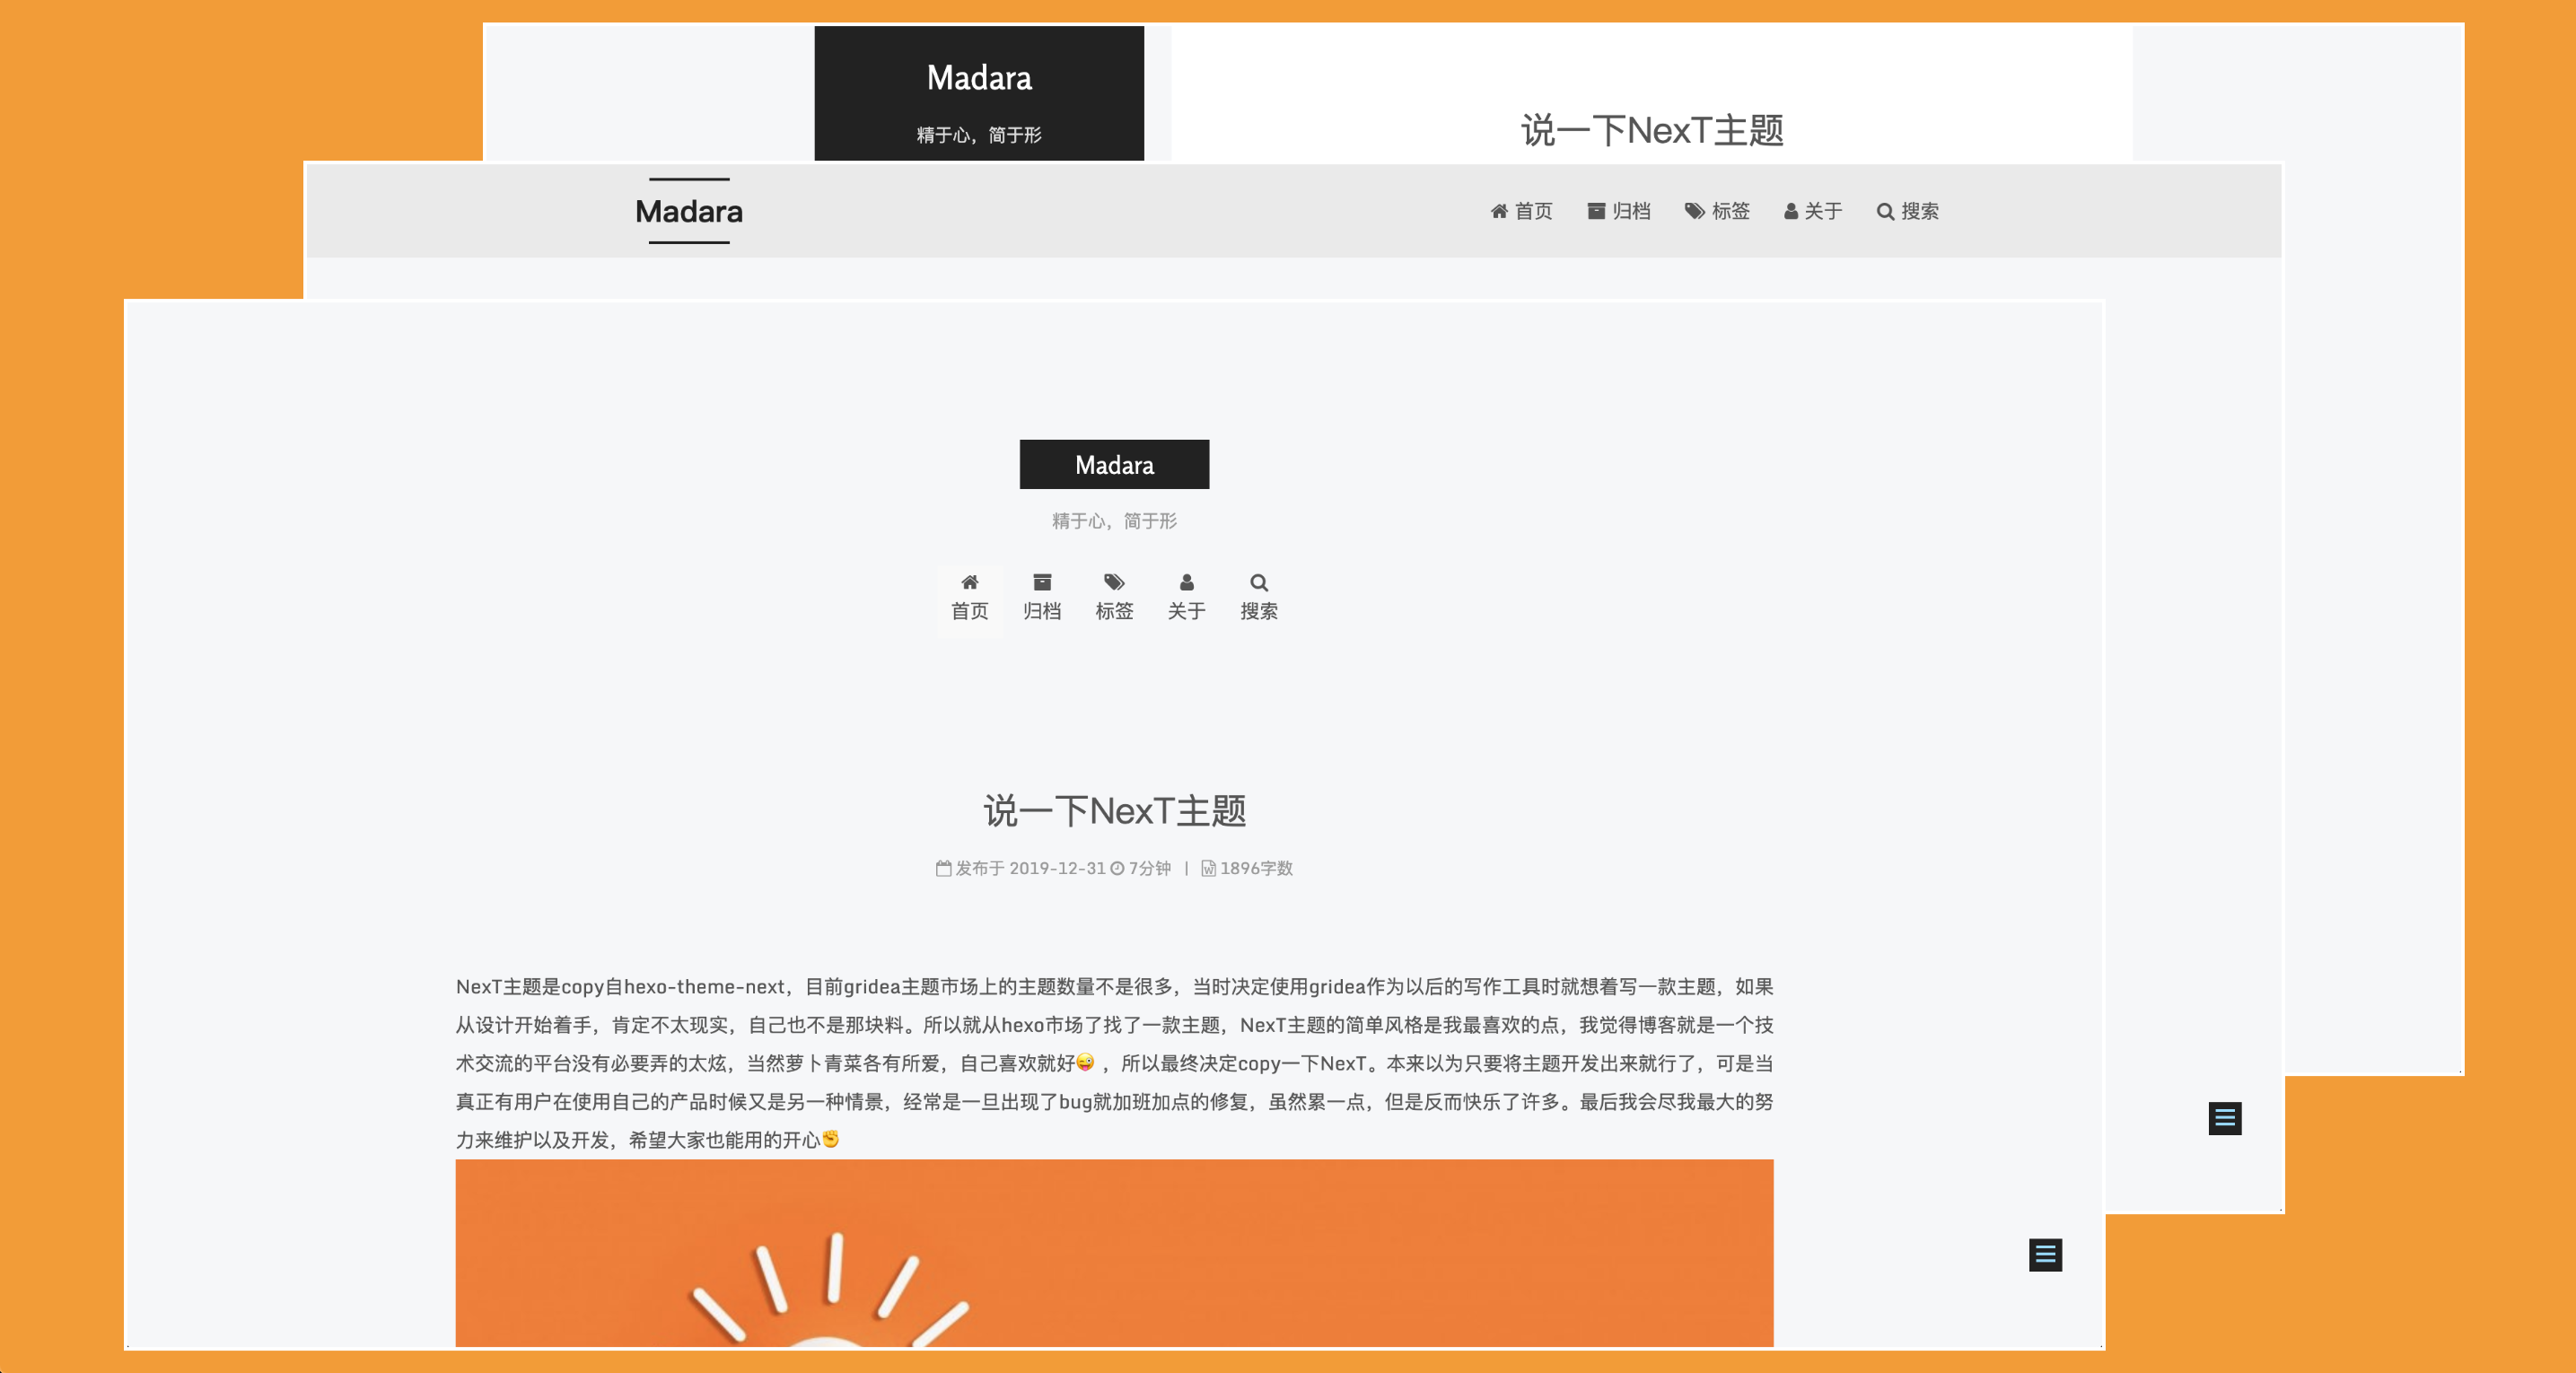 Madara
精于心，简于形
说一下NexT主题
Madara
首页 归档 标签 关于 搜索
Madara
精于心，简于形
首页 归档 标签 关于 搜索
说一下NexT主题
发布于 2019-12-31 7分钟 | 1896字数
NexT主题是copy自hexo-theme-next，目前gridea主题市场上的主题数量不是很多，当时决定使用gridea作为以后的写作工具时就想着写一款主题，如果
从设计开始着手，肯定不太现实，自己也不是那块料。所以就从hexo市场了找了一款主题，NexT主题的简单风格是我最喜欢的点，我觉得博客就是一个技
术交流的平台没有必要弄的太炫，当然萝卜青菜各有所爱，自己喜欢就好😜 ，所以最终决定copy一下NexT。本来以为只要将主题开发出来就行了，可是当
真正有用户在使用自己的产品时候又是另一种情景，经常是一旦出现了bug就加班加点的修复，虽然累一点，但是反而快乐了许多。最后我会尽我最大的努
力来维护以及开发，希望大家也能用的开心✊